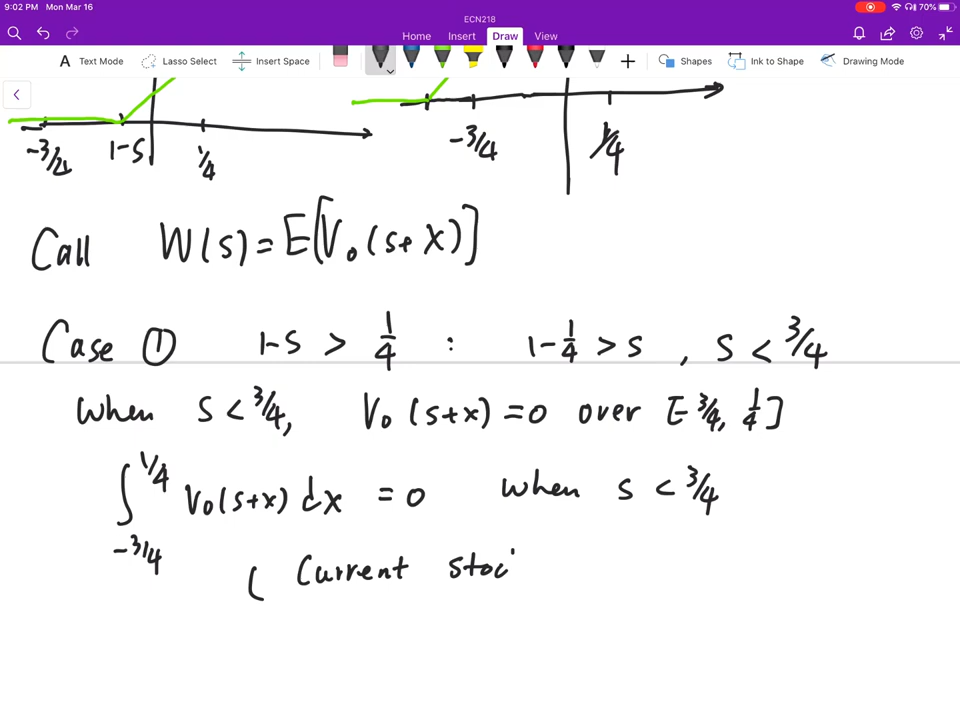 9:02 PM Mon Mar 16
70%
ECN218
Home Insert Draw View
Text Mode Lasso Select Insert Space Shapes Ink to Shape Drawing Mode
-3/4 1-S 1/4 -3/4 1/4
Call W(s) = E[V₀(s+X)]
Case ① 1-S > 1/4 : 1-1/4 > S , S < 3/4
When S < 3/4, V₀(s+x) = 0 over [-3/4, 1/4]
∫_{-3/4}^{1/4} V₀(s+x) dx = 0 when s < 3/4
( Current stoc